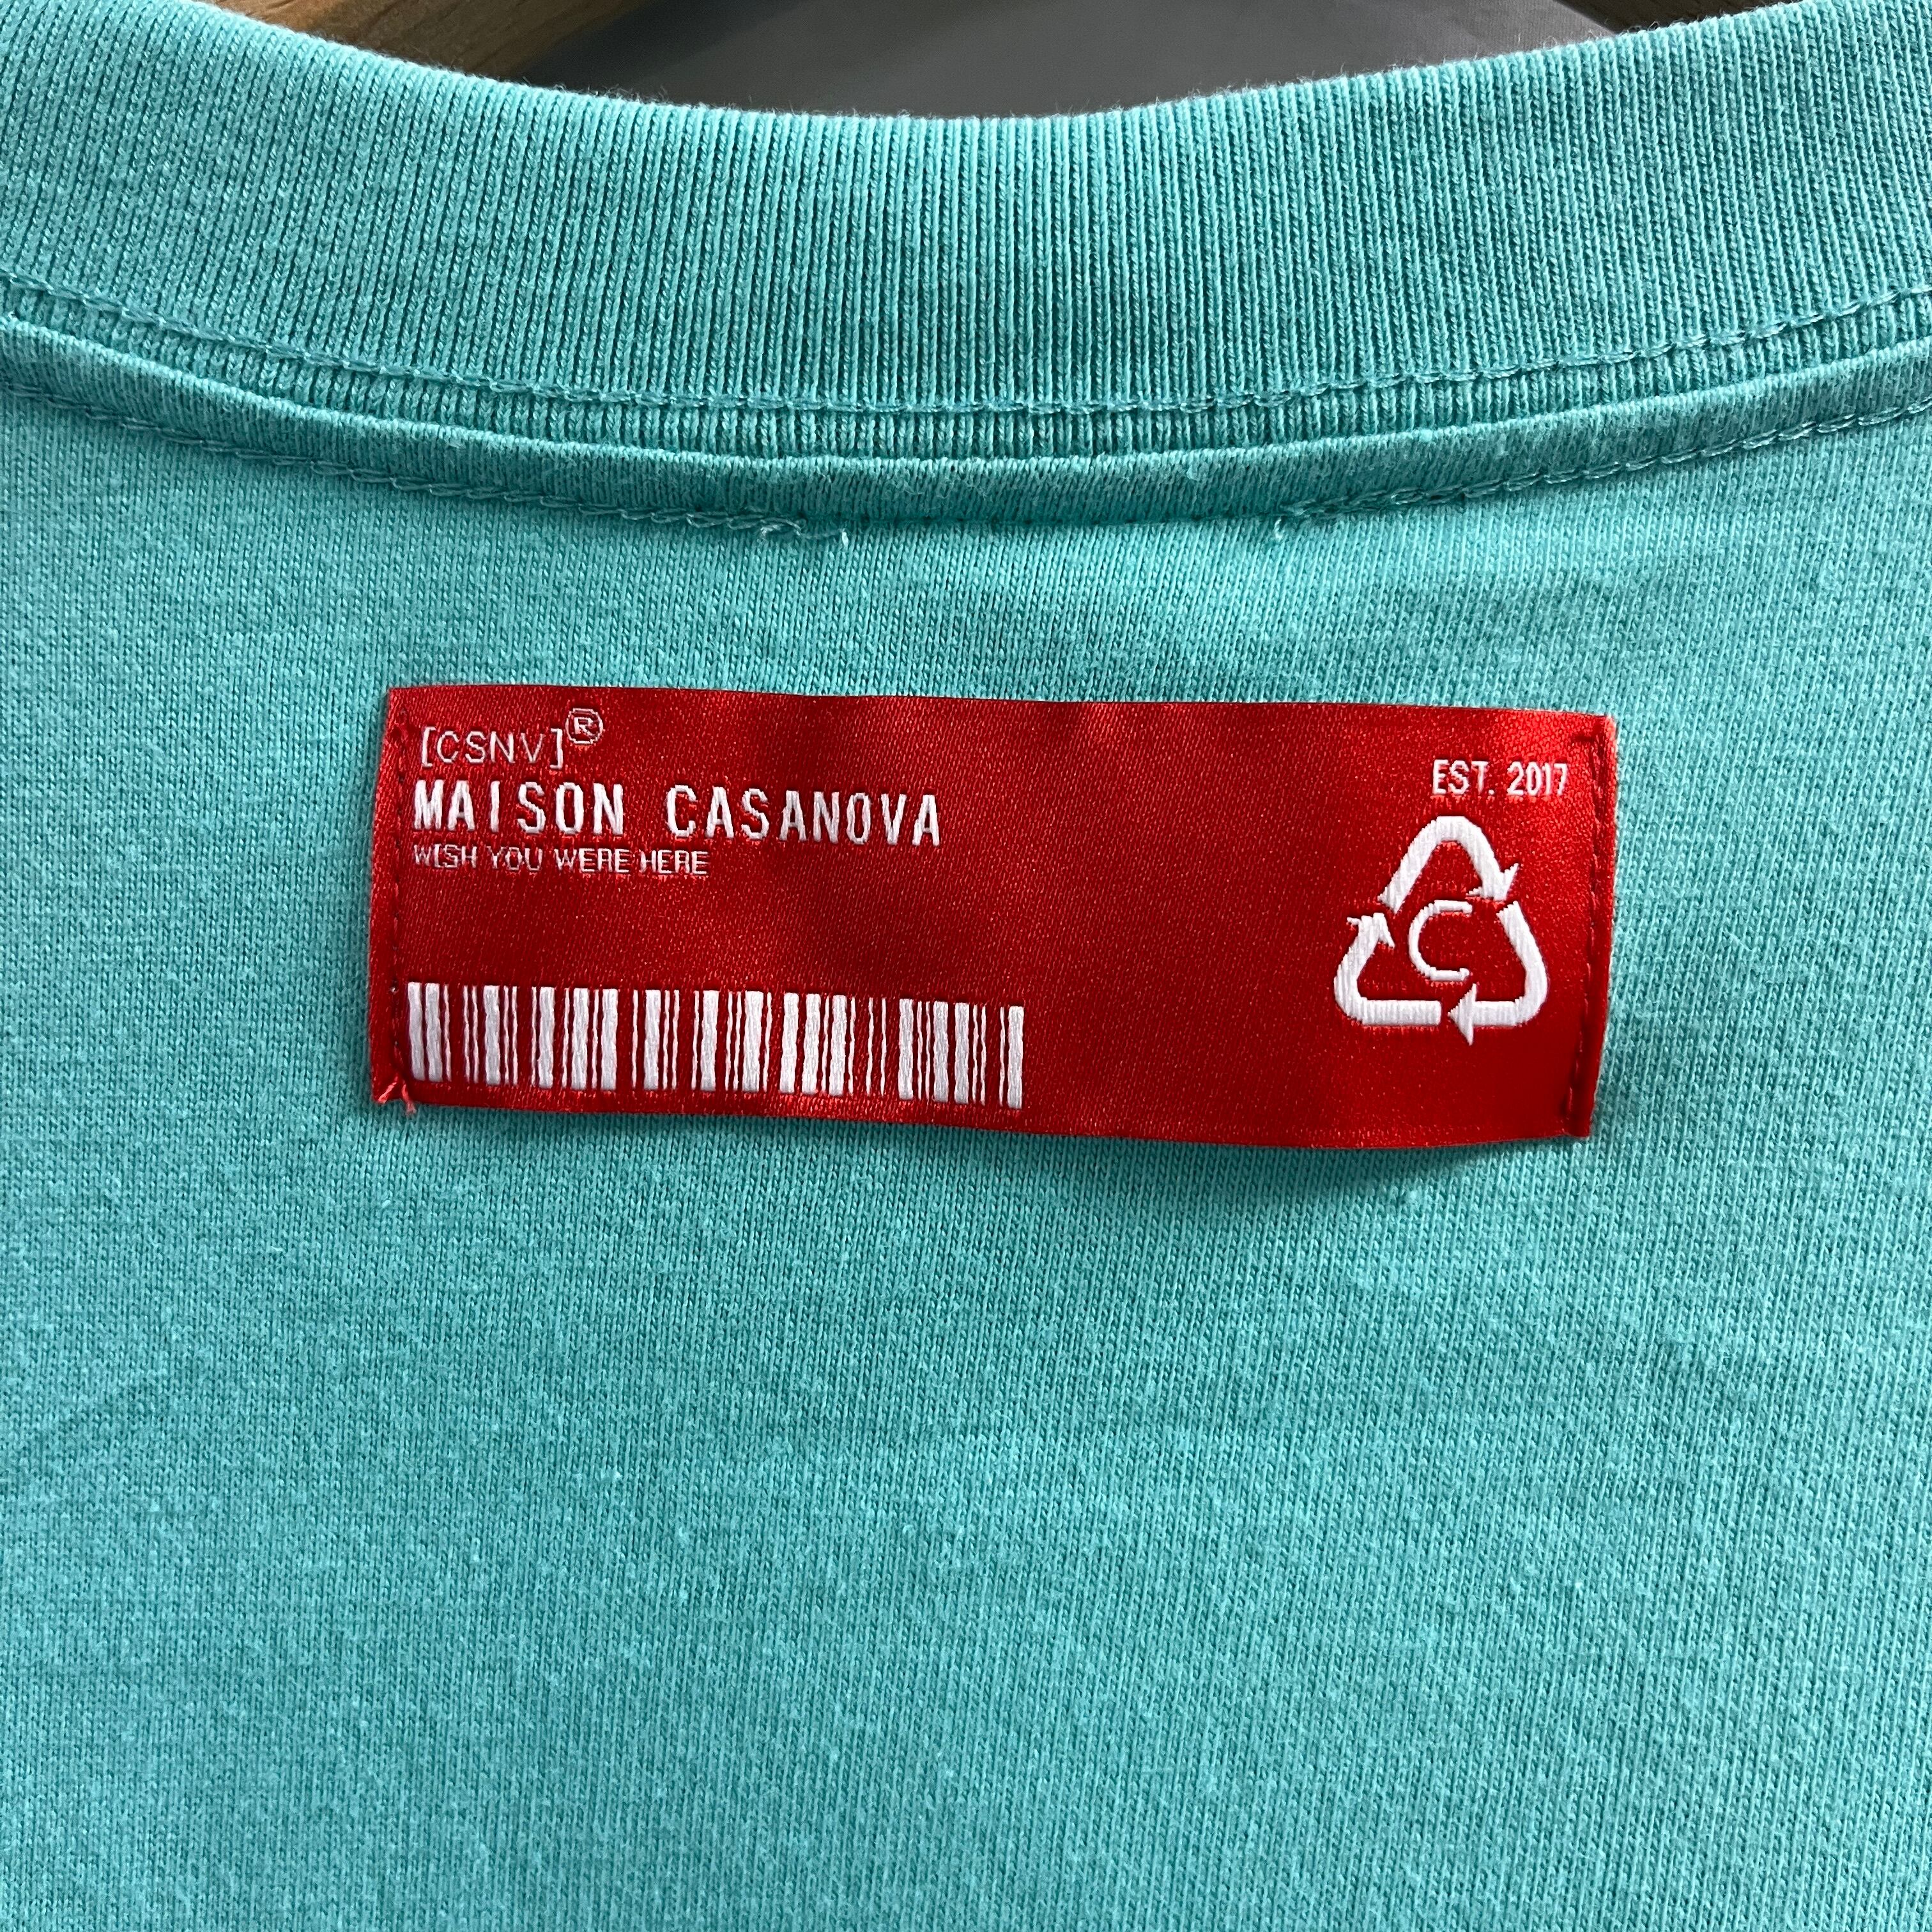 [CSNV]®
MAISON CASANOVA
WISH YOU WERE HERE
EST. 2017
C